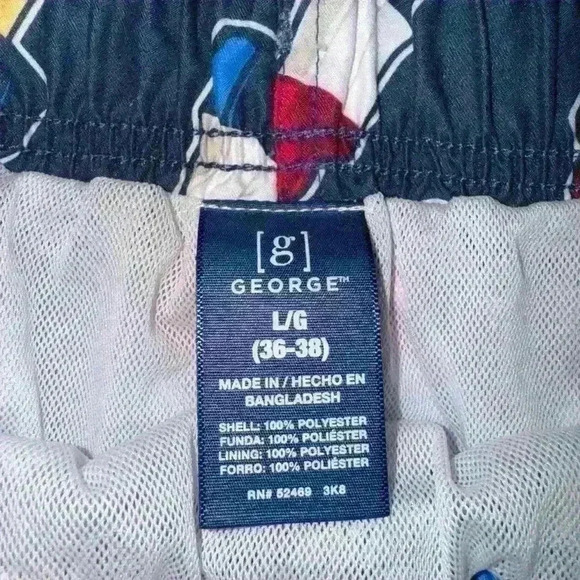 [g]
GEORGE™
L/G
(36-38)
MADE IN / HECHO EN
BANGLADESH
SHELL: 100% POLYESTER
FUNDA: 100% POLIÉSTER
LINING: 100% POLYESTER
FORRO: 100% POLIÉSTER
RN# 52469 3K8